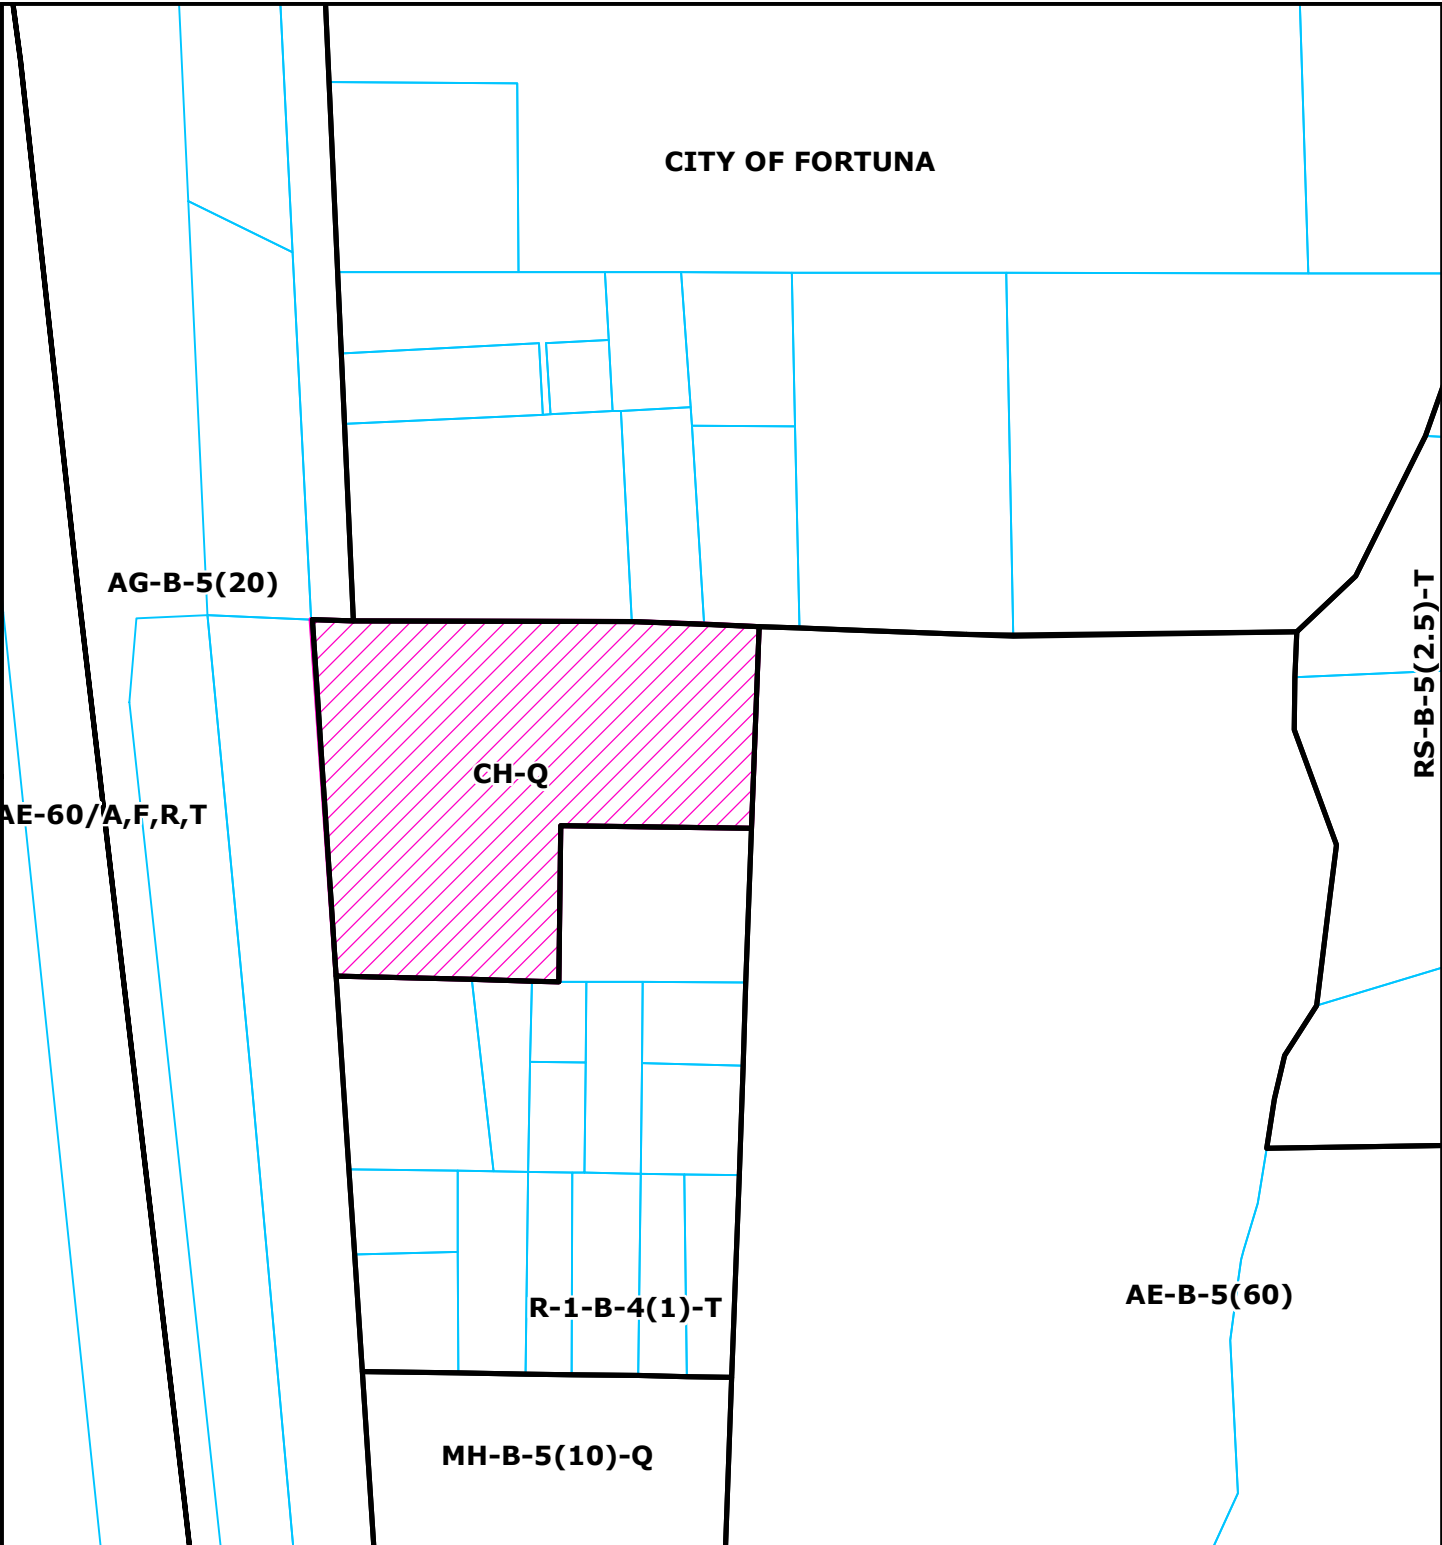 CITY OF FORTUNA
AG-B-5(20)
RS-B-5(2.5)-T
CH-Q
AE-60/A,F,R,T
AE-B-5(60)
R-1-B-4(1)-T
MH-B-5(10)-Q